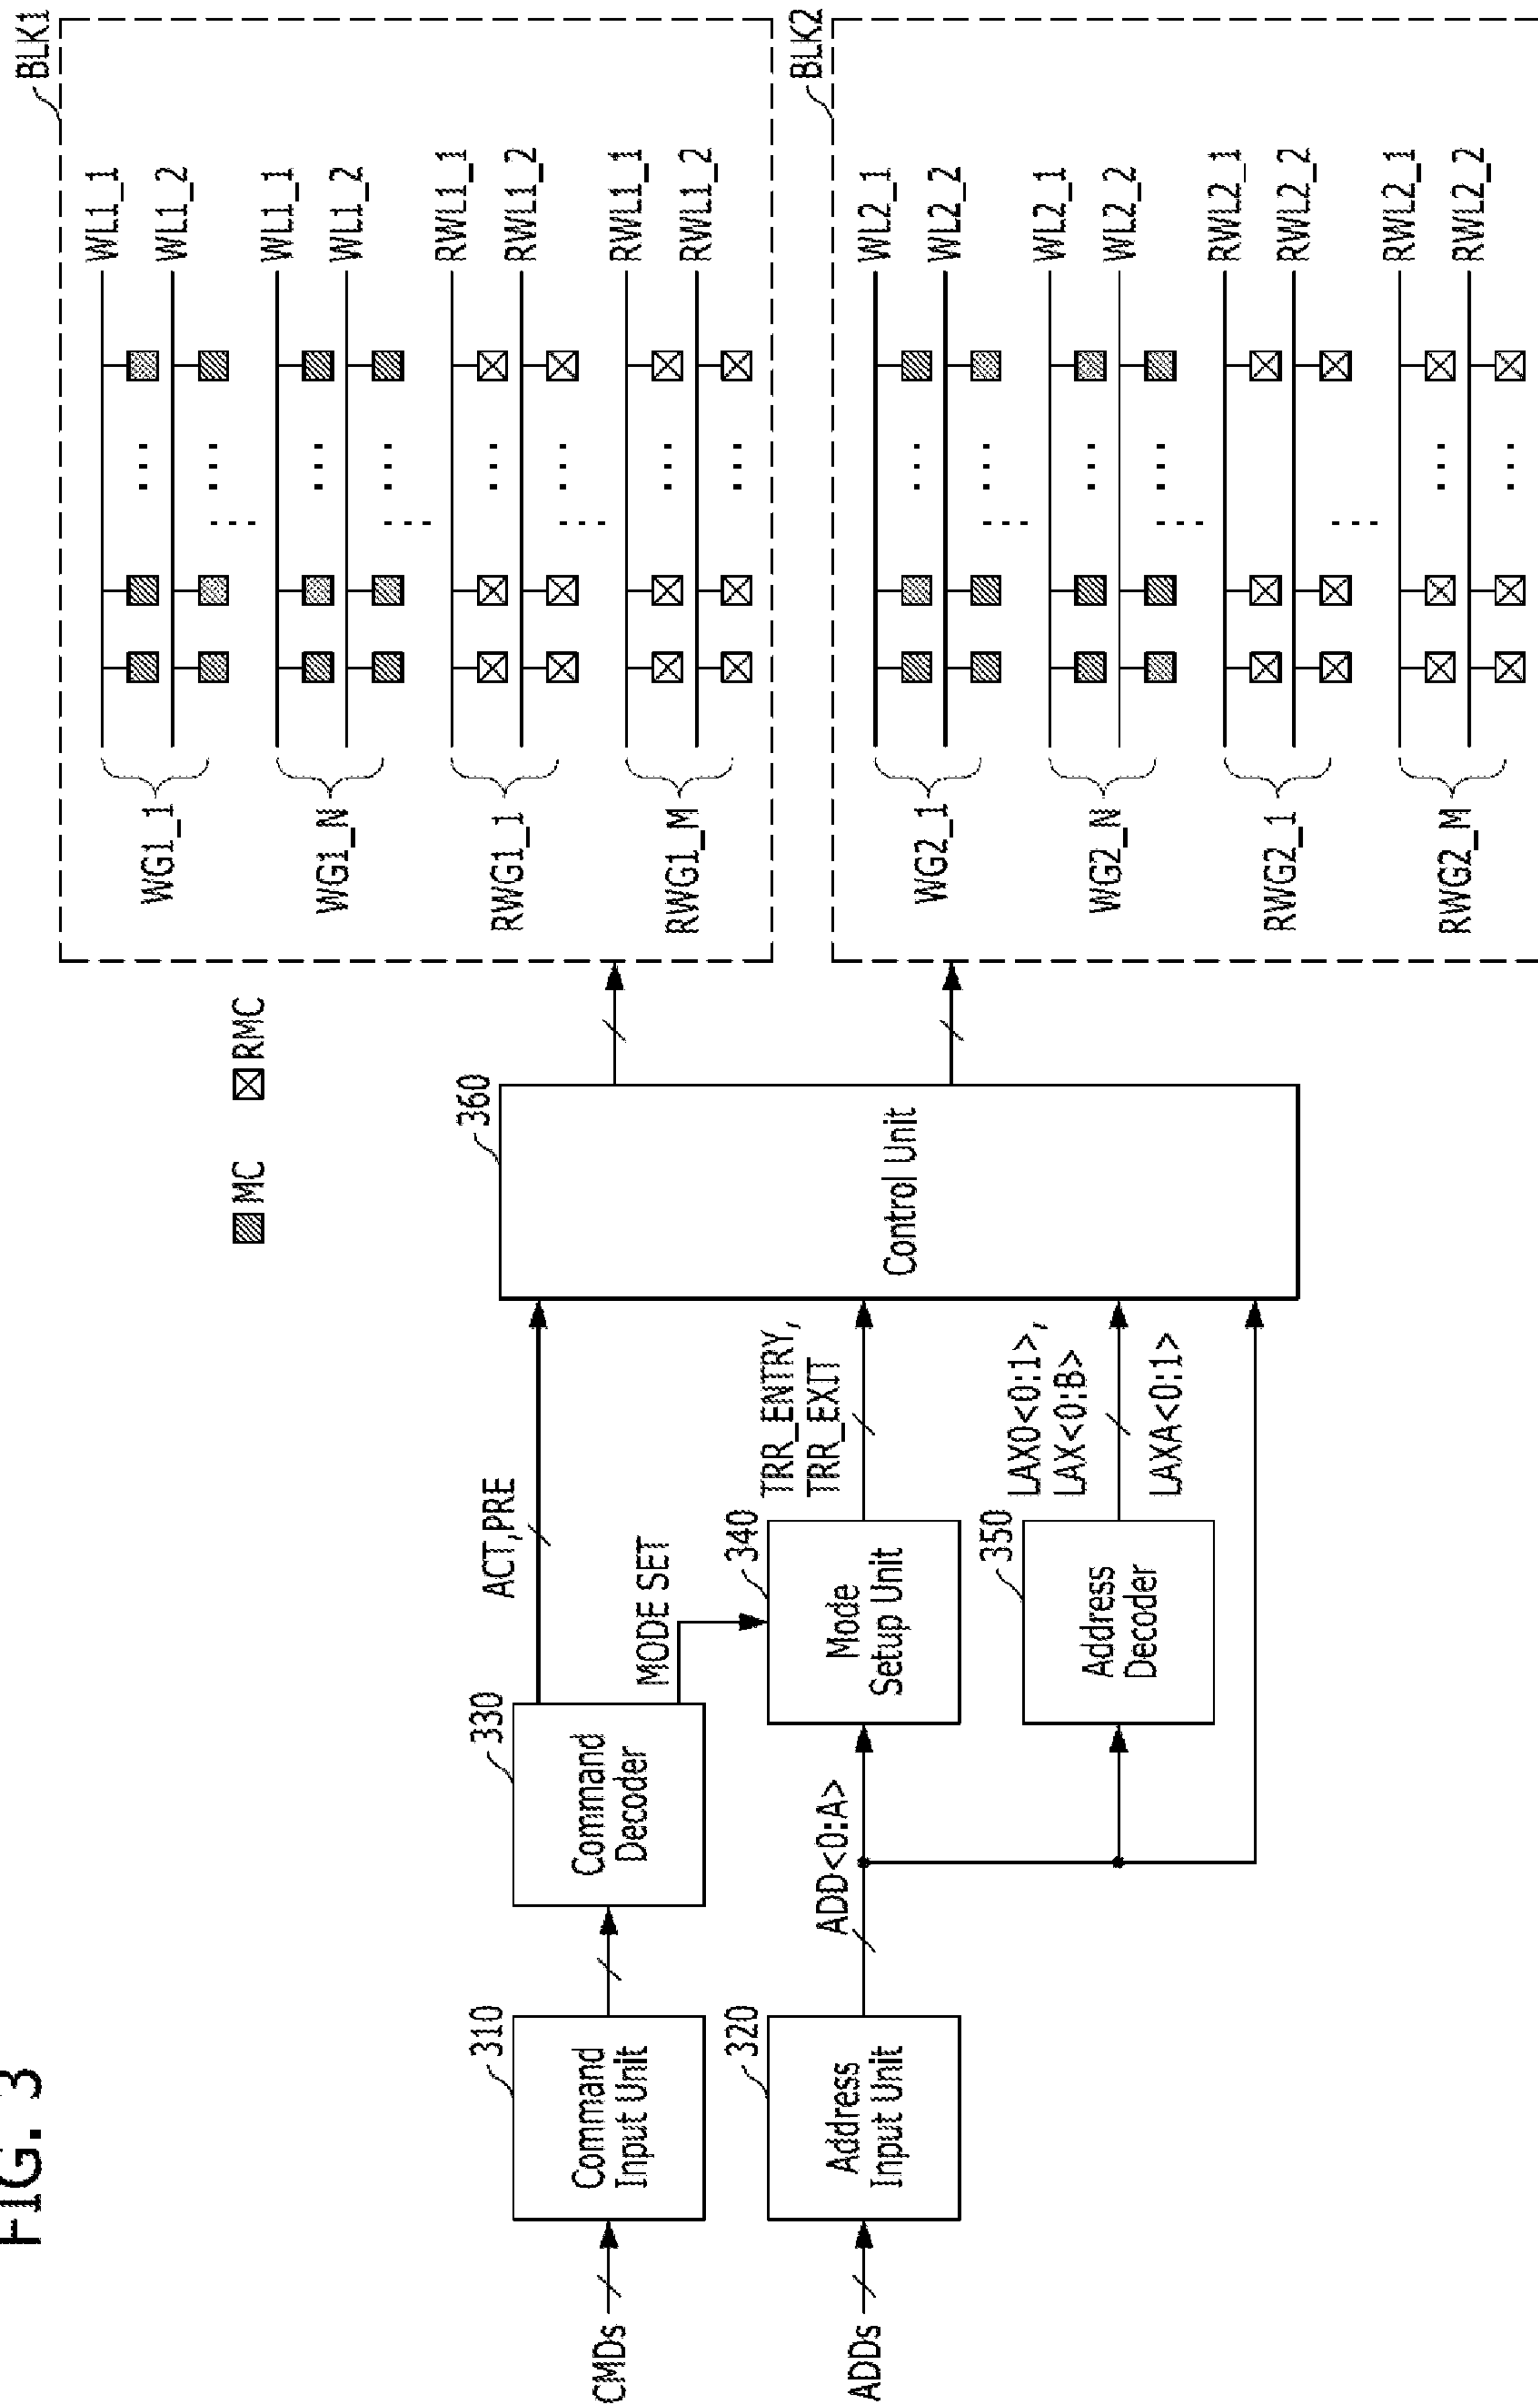 FIG. 3
CMDs
310
Command
Input Unit
330
Command
Decoder
ACT,PRE
MODE SET
ADDs
320
Address
Input Unit
ADD<0:A>
340
Mode
Setup Unit
TRR_ENTRY,
TRR_EXIT
350
Address
Decoder
LAXO<0:1>,
LAX<0:B>
LAXA<0:1>
360
Control Unit
MC
RMC
BLK1
WG1_1
WL1_1
WL1_2
WG1_N
WL1_1
WL1_2
RWG1_1
RWL1_1
RWL1_2
RWG1_M
RWL1_1
RWL1_2
BLK2
WG2_1
WL2_1
WL2_2
WG2_N
WL2_1
WL2_2
RWG2_1
RWL2_1
RWL2_2
RWG2_M
RWL2_1
RWL2_2